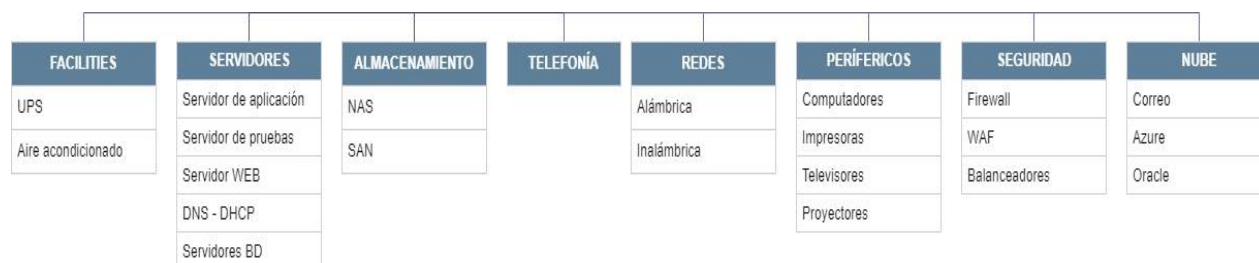 FACILITIES
UPS
Aire acondicionado
SERVIDORES
Servidor de aplicación
Servidor de pruebas
Servidor WEB
DNS - DHCP
Servidores BD
ALMACENAMIENTO
NAS
SAN
TELEFONÍA
REDES
Alámbrica
Inalámbrica
PERÍFERICOS
Computadores
Impresoras
Televisores
Proyectores
SEGURIDAD
Firewall
WAF
Balanceadores
NUBE
Correo
Azure
Oracle